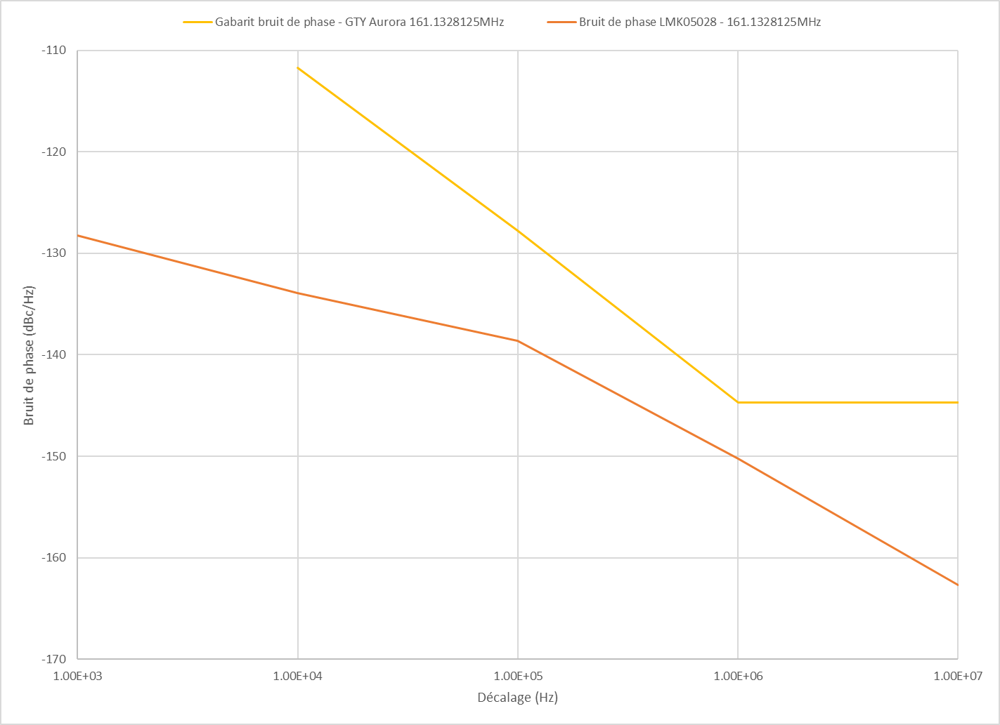 Gabarit bruit de phase - GTY Aurora 161.1328125MHz
Bruit de phase LMK05028 - 161.1328125MHz
-110
-120
-130
-140
-150
-160
-170
Bruit de phase (dBc/Hz)
1.00E+03
1.00E+04
1.00E+05
1.00E+06
1.00E+07
Décalage (Hz)